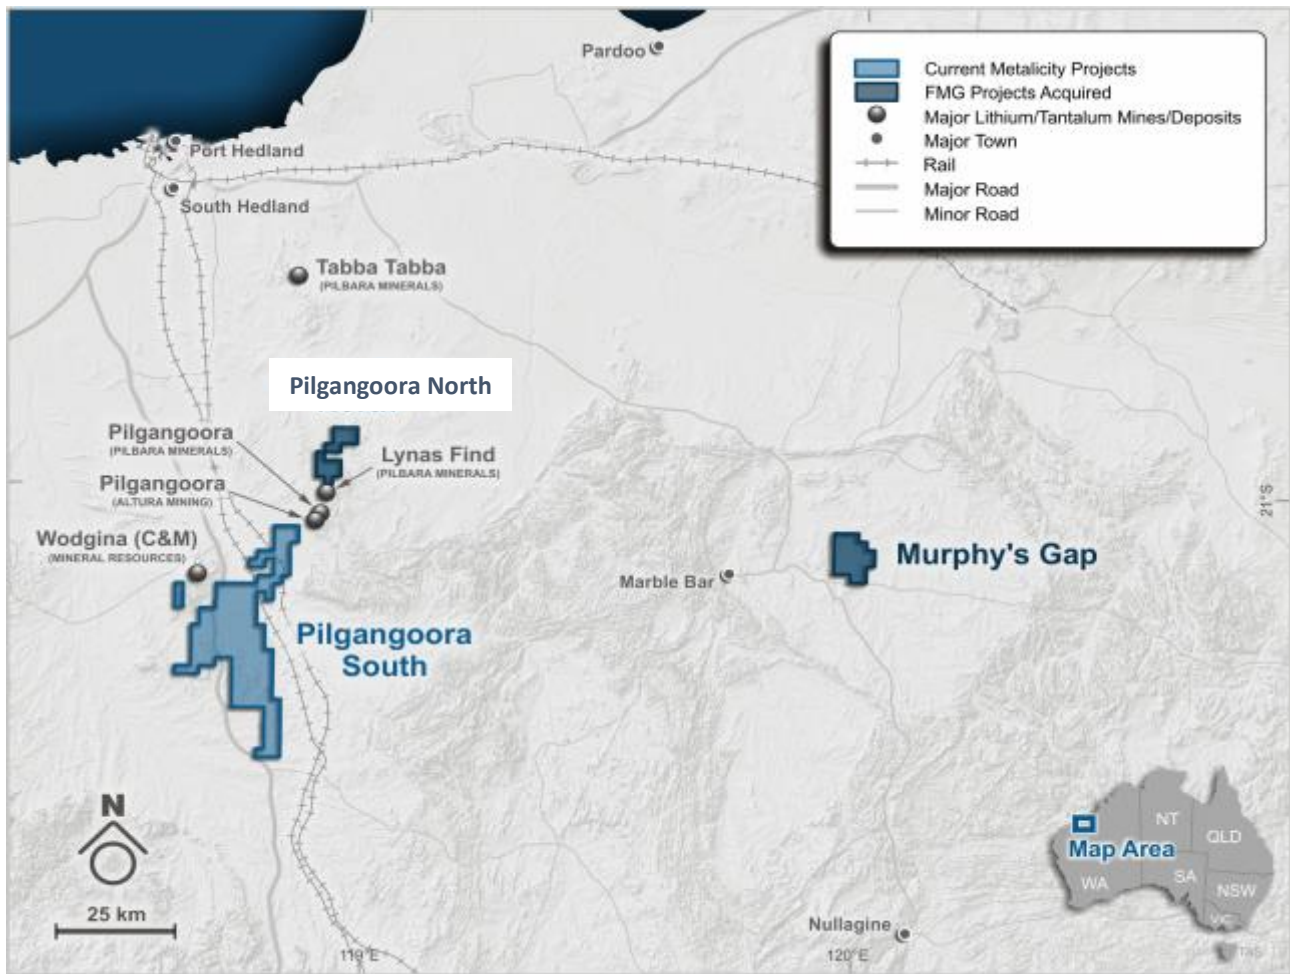 Pardoo
Current Metalicity Projects
FMG Projects Acquired
Major Lithium/Tantalum Mines/Deposits
Major Town
Rail
Major Road
Minor Road
Port Hedland
South Hedland
Tabba Tabba
(PILBARA MINERALS)
Pilgangoora North
Pilgangoora
(PILBARA MINERALS)
Lynas Find
(PILBARA MINERALS)
Pilgangoora
(ALTURA MINING)
Wodgina (C&M)
(MINERAL RESOURCES)
21°S
Murphy's Gap
Marble Bar
Pilgangoora
South
N
25 km
NT
QLD
Map Area
WA
SA
NSW
VIC
TAS
Nullagine
119°E
120°E